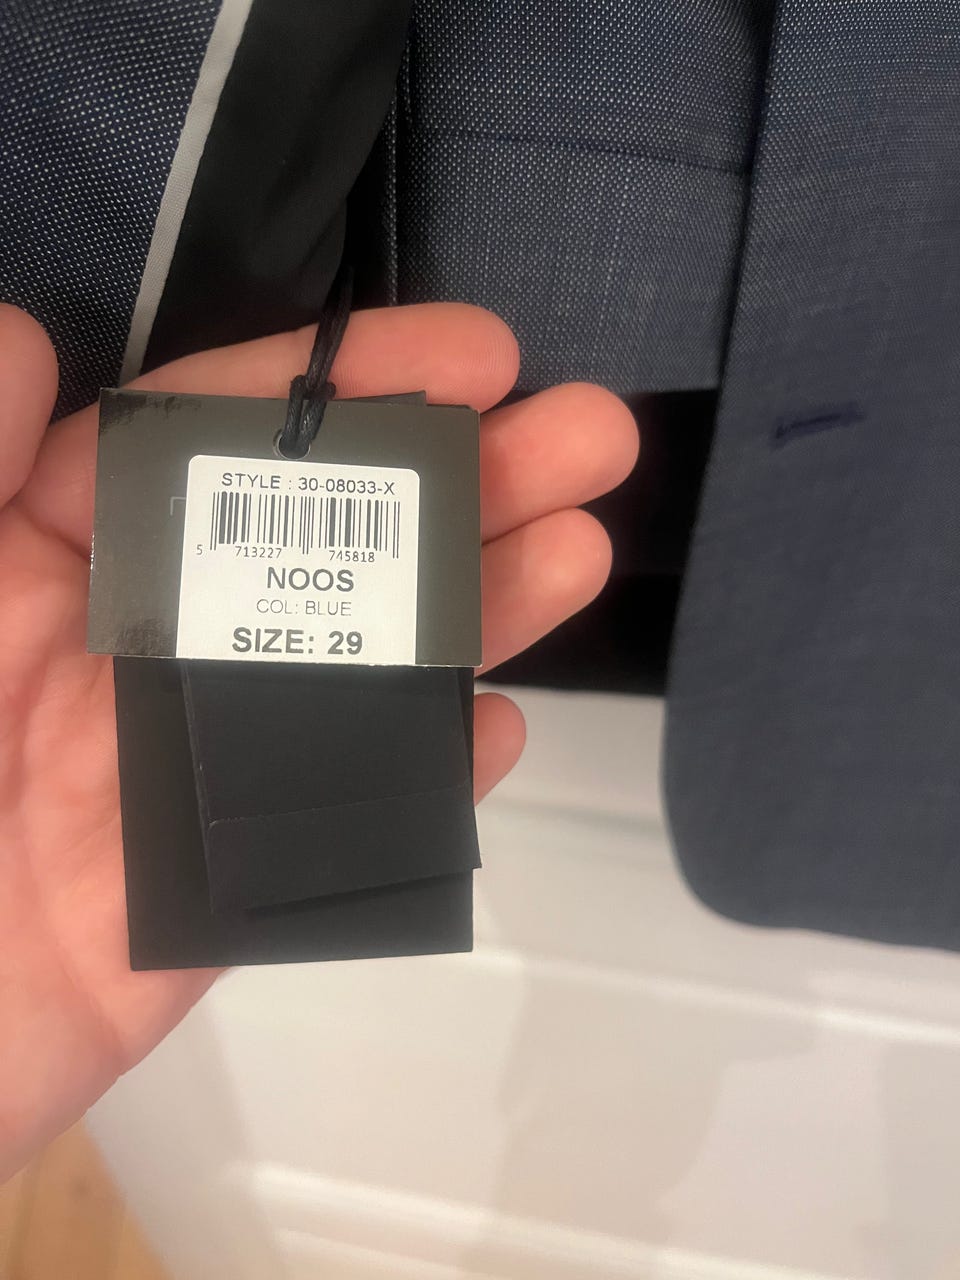 STYLE : 30-08033-X
5 713227 745818
NOOS
COL: BLUE
SIZE: 29